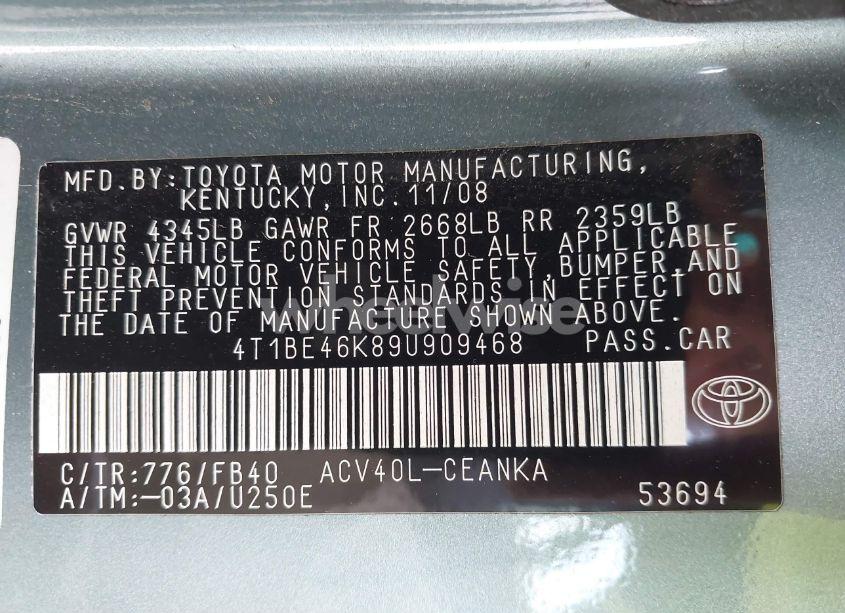 MFD.BY:TOYOTA MOTOR MANUFACTURING,
KENTUCKY,INC.11/08
GVWR 4345LB GAWR FR 2668LB RR 2359LB
THIS VEHICLE CONFORMS TO ALL APPLICABLE
FEDERAL MOTOR VEHICLE SAFETY,BUMPER,AND
THEFT PREVENTION STANDARDS IN EFFECT ON
THE DATE OF MANUFACTURE SHOWN ABOVE.
wheelwise
4T1BE46K89U909468 PASS.CAR
C/TR:776/FB40 ACV40L-CEANKA
A/TM:-03A/U250E 53694